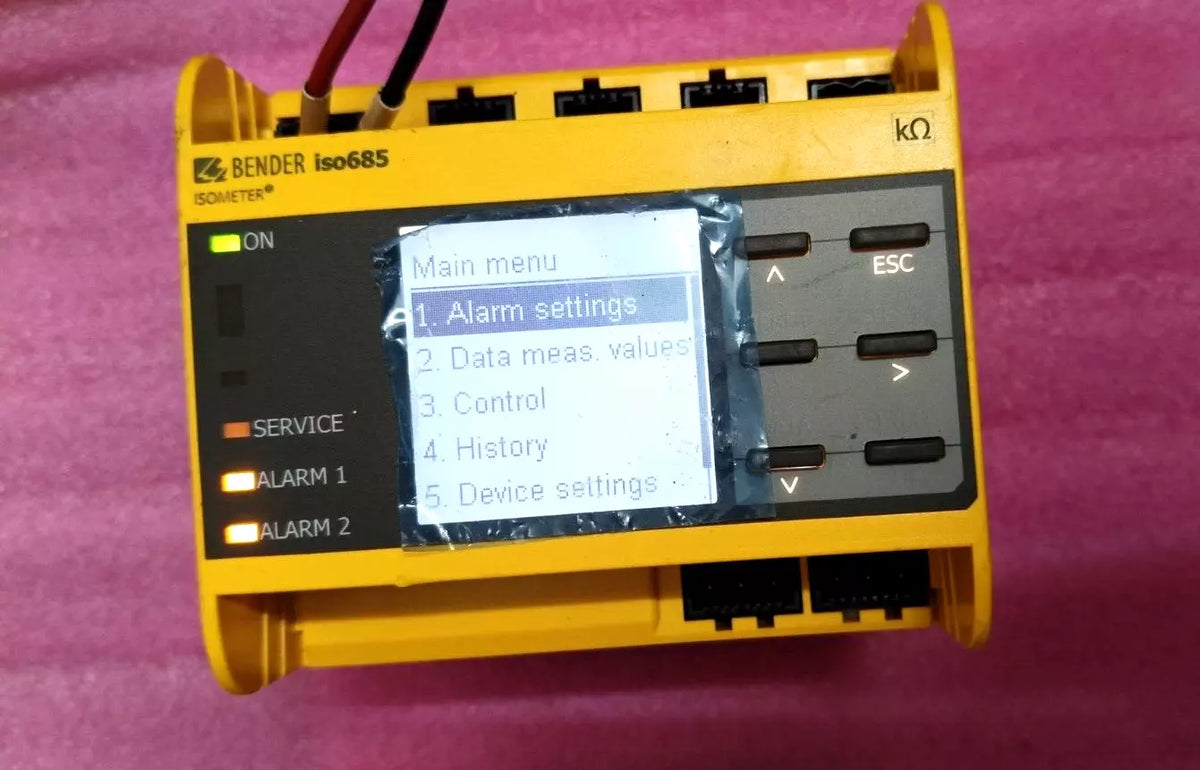 kΩ
BENDER iso685
ISOMETER®
ON
SERVICE
ALARM 1
ALARM 2
Main menu
1. Alarm settings
2. Data meas. values
3. Control
4. History
5. Device settings
ʌ
ESC
>
v